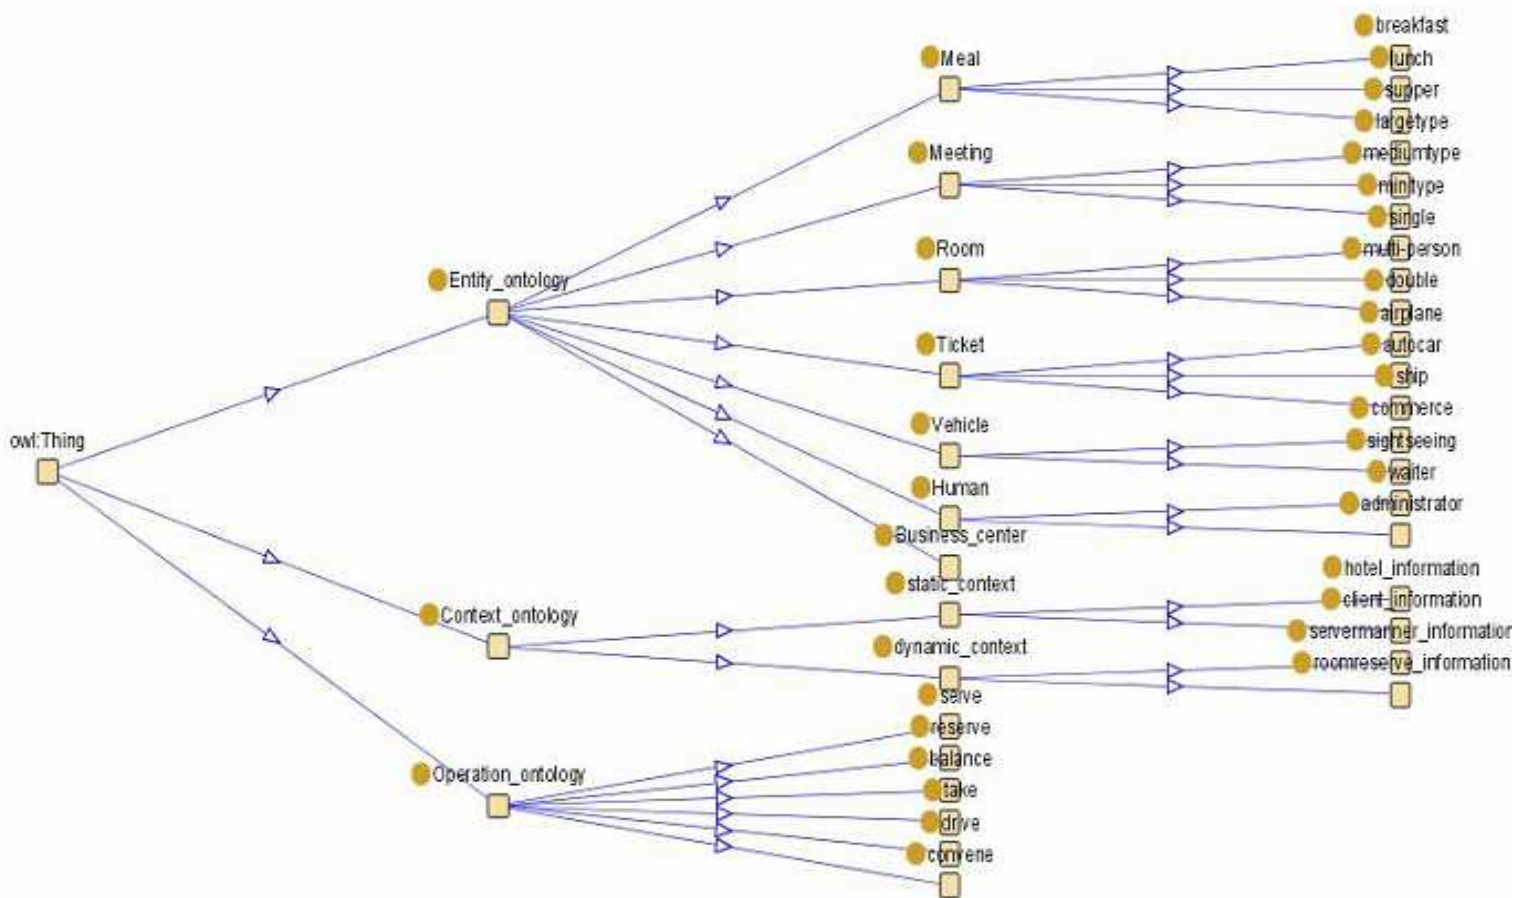 breakfast
Meal
lunch
supper
largetype
Meeting
mediumtype
minitype
single
Room
multi-person
Entity_ontology
double
airplane
Ticket
autocar
ship
commerce
Vehicle
sightseeing
owl:Thing
waiter
Human
administrator
Business_center
hotel_information
static_context
client_information
Context_ontology
servermanner_information
dynamic_context
roomreserve_information
serve
reserve
balance
Operation_ontology
take
drive
convene